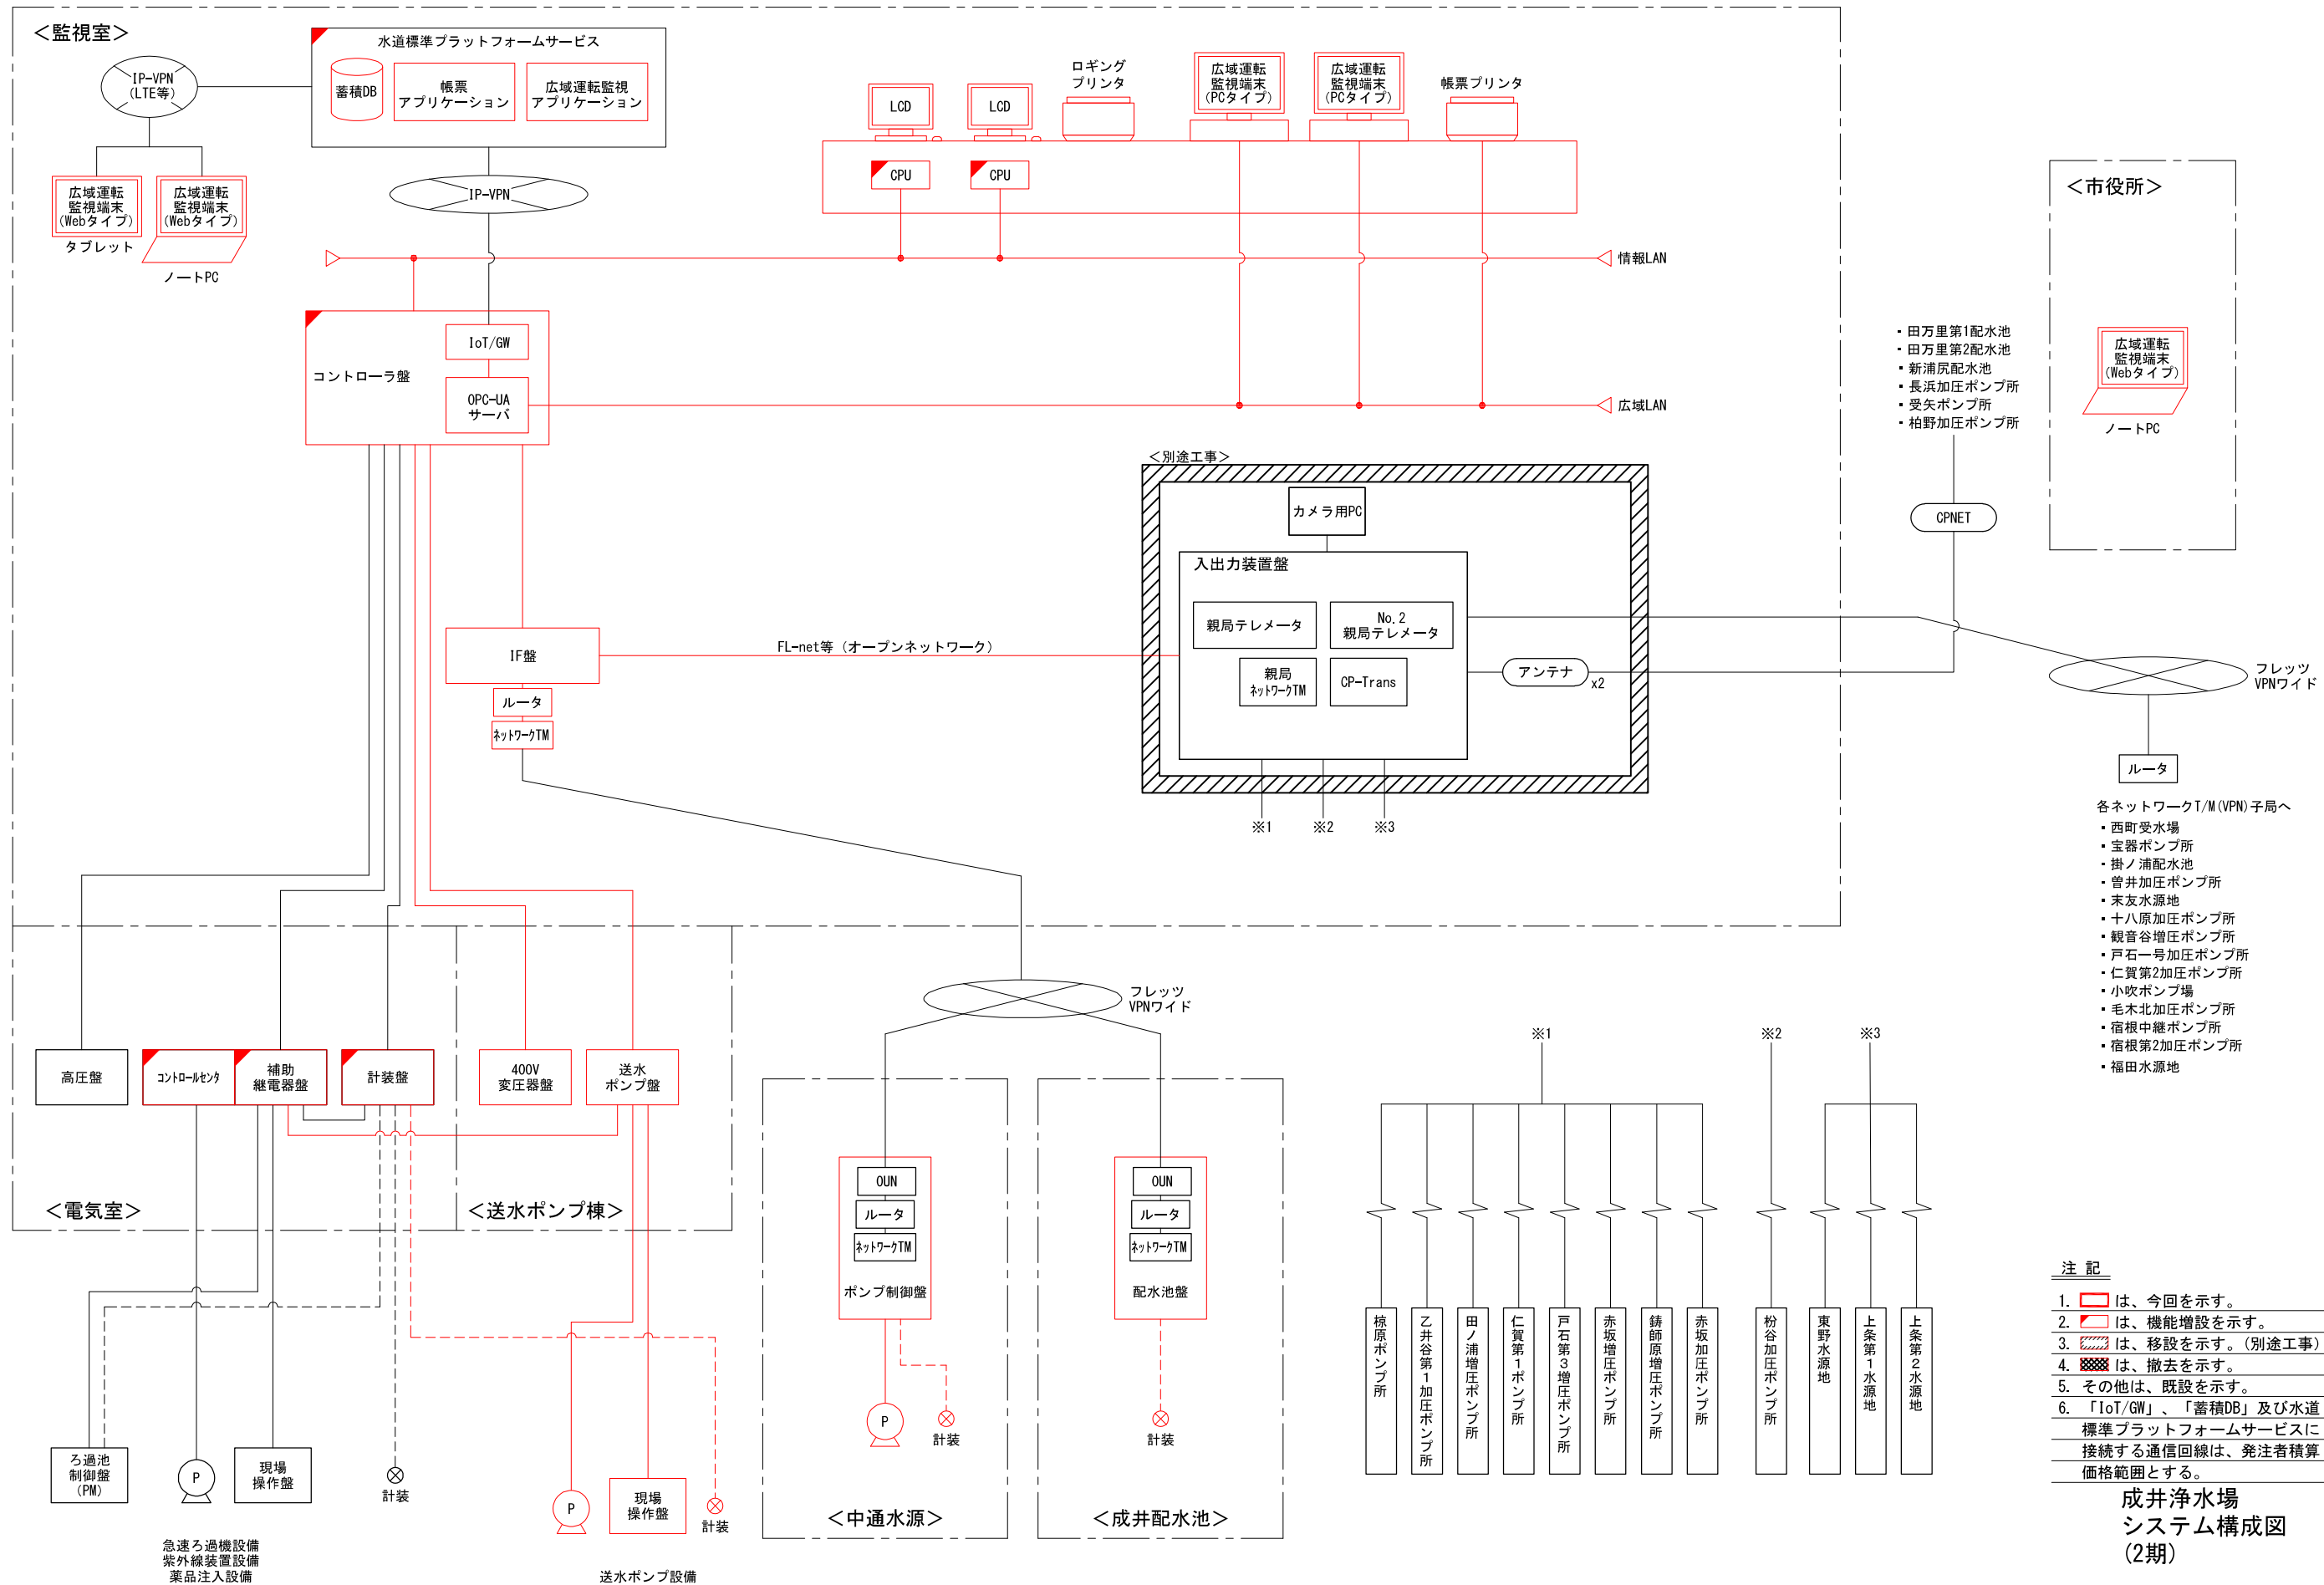 ＜監視室＞
IP-VPN
(LTE等)
水道標準プラットフォームサービス
蓄積DB
帳票
アプリケーション
広域運転監視
アプリケーション
IP-VPN
広域運転
監視端末
(Webタイプ)
タブレット
広域運転
監視端末
(Webタイプ)
ノートPC
LCD
LCD
ロギング
プリンタ
広域運転
監視端末
(PCタイプ)
広域運転
監視端末
(PCタイプ)
帳票プリンタ
CPU
CPU
情報LAN
コントローラ盤
IoT/GW
OPC-UA
サーバ
広域LAN
＜市役所＞
広域運転
監視端末
(Webタイプ)
ノートPC
・田万里第1配水池
・田万里第2配水池
・新浦尻配水池
・長浜加圧ポンプ所
・受矢ポンプ所
・柏野加圧ポンプ所
CPNET
＜別途工事＞
カメラ用PC
入出力装置盤
親局テレメータ
No.2
親局テレメータ
親局
ネットワークTM
CP-Trans
アンテナ
x2
※1
※2
※3
IF盤
FL-net等（オープンネットワーク）
ルータ
ネットワークTM
フレッツ
VPNワイド
ルータ
各ネットワークT/M(VPN)子局へ
・西町受水場
・宝器ポンプ所
・掛ノ浦配水池
・曽井加圧ポンプ所
・末友水源地
・十八原加圧ポンプ所
・観音谷増圧ポンプ所
・戸石一号加圧ポンプ所
・仁賀第2加圧ポンプ所
・小吹ポンプ場
・毛木北加圧ポンプ所
・宿根中継ポンプ所
・宿根第2加圧ポンプ所
・福田水源地
フレッツ
VPNワイド
高圧盤
コントロールセンタ
補助
継電器盤
計装盤
400V
変圧器盤
送水
ポンプ盤
＜電気室＞
＜送水ポンプ棟＞
OUN
ルータ
ネットワークTM
ポンプ制御盤
P
計装
＜中通水源＞
OUN
ルータ
ネットワークTM
配水池盤
計装
＜成井配水池＞
※1
※2
※3
椋原ポンプ所
乙井谷第1加圧ポンプ所
田ノ浦増圧ポンプ所
仁賀第1ポンプ所
戸石第3増圧ポンプ所
赤坂増圧ポンプ所
鋳師原増圧ポンプ所
赤坂加圧ポンプ所
粉谷加圧ポンプ所
東野水源地
上条第1水源地
上条第2水源地
ろ過池
制御盤
(PM)
P
現場
操作盤
計装
急速ろ過機設備
紫外線装置設備
薬品注入設備
P
現場
操作盤
計装
送水ポンプ設備
注 記
1. は、今回を示す。
2. は、機能増設を示す。
3. は、移設を示す。(別途工事)
4. は、撤去を示す。
5. その他は、既設を示す。
6. 「IoT/GW」、「蓄積DB」及び水道
標準プラットフォームサービスに
接続する通信回線は、発注者積算
価格範囲とする。
成井浄水場
システム構成図
(2期)